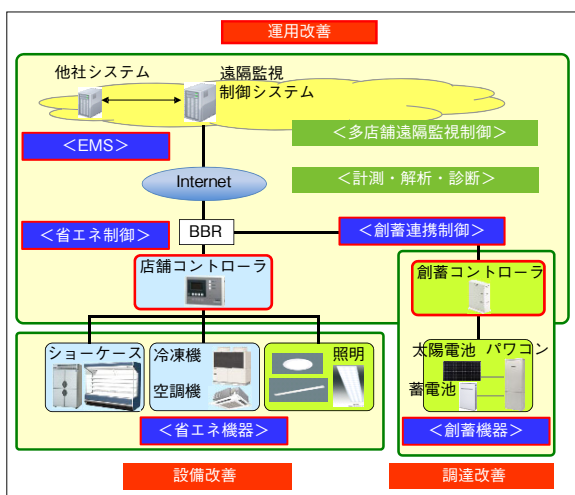 運用改善
他社システム
遠隔監視
制御システム
＜EMS＞
＜多店舗遠隔監視制御＞
Internet
＜計測・解析・診断＞
＜省エネ制御＞
BBR
＜創蓄連携制御＞
店舗コントローラ
創蓄コントローラ
ショーケース
冷凍機
空調機
照明
太陽電池
パワコン
蓄電池
＜省エネ機器＞
＜創蓄機器＞
設備改善
調達改善